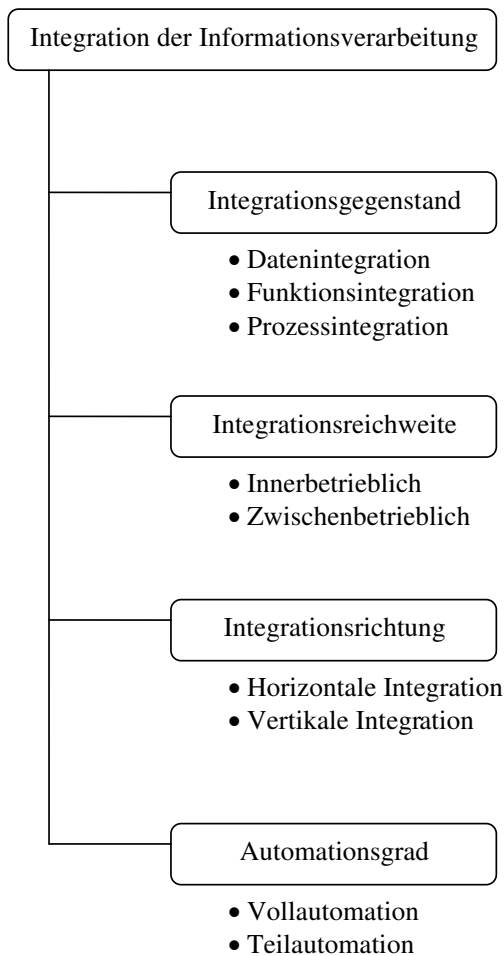 Integration der Informationsverarbeitung
Integrationsgegenstand
• Datenintegration
• Funktionsintegration
• Prozessintegration
Integrationsreichweite
• Innerbetrieblich
• Zwischenbetrieblich
Integrationsrichtung
• Horizontale Integration
• Vertikale Integration
Automationsgrad
• Vollautomation
• Teilautomation